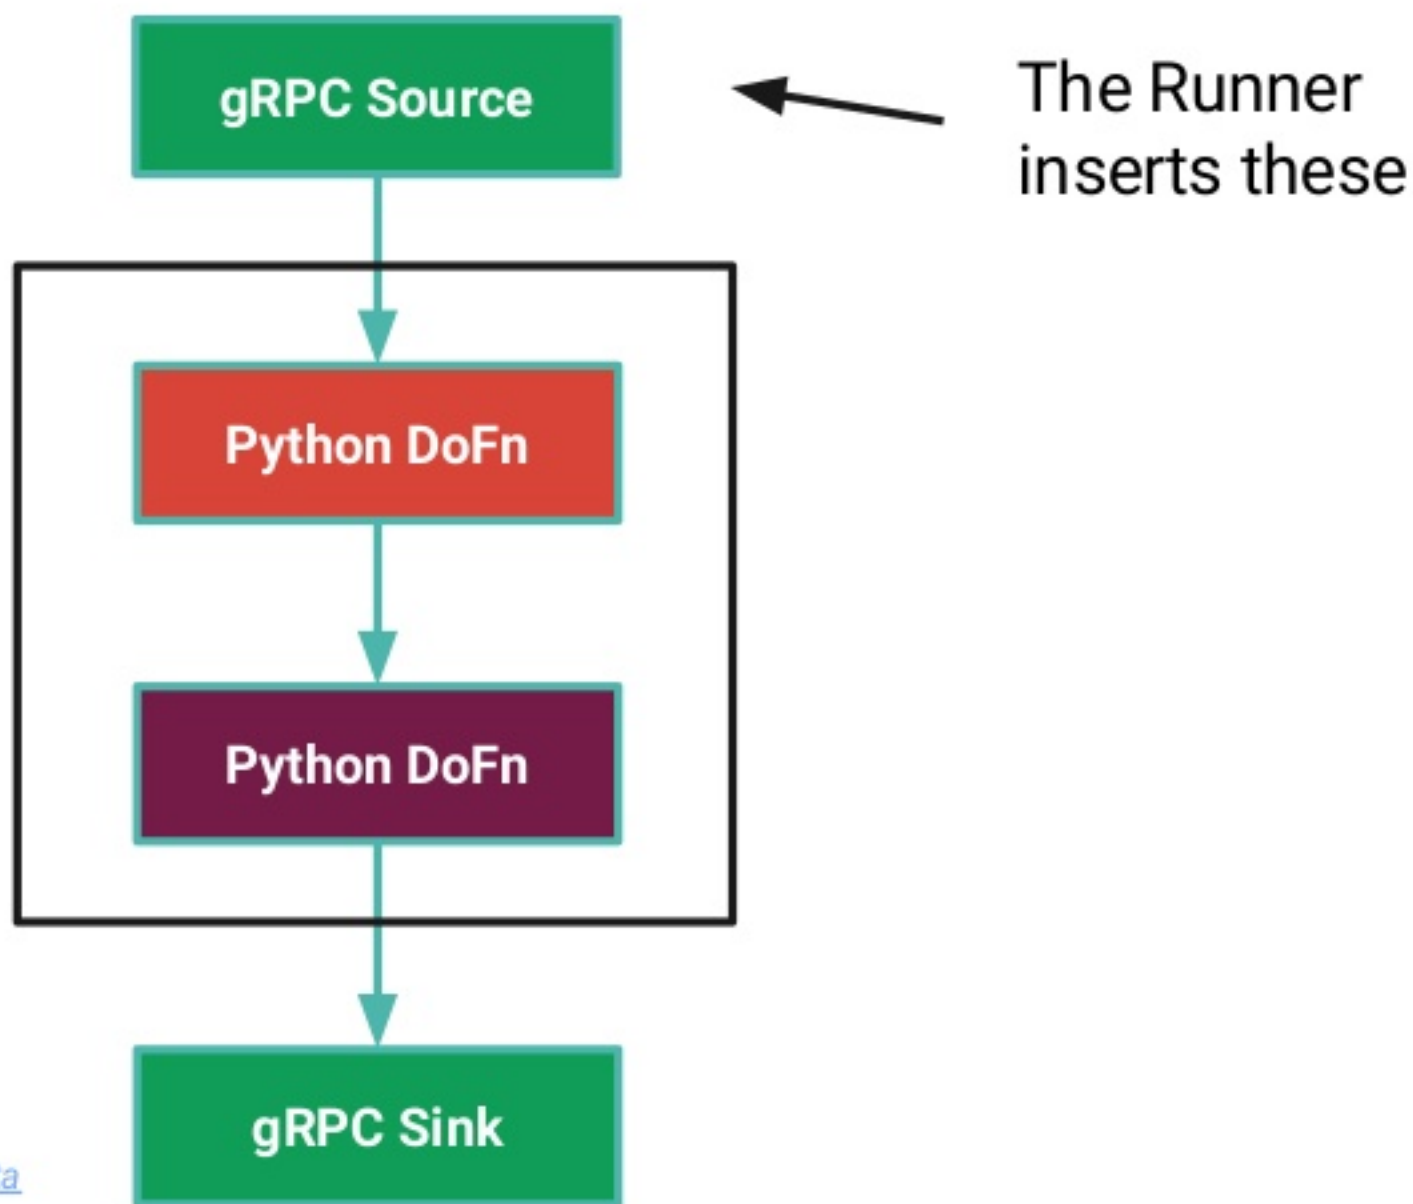 gRPC Source
The Runner
inserts these
Python DoFn
Python DoFn
gRPC Sink